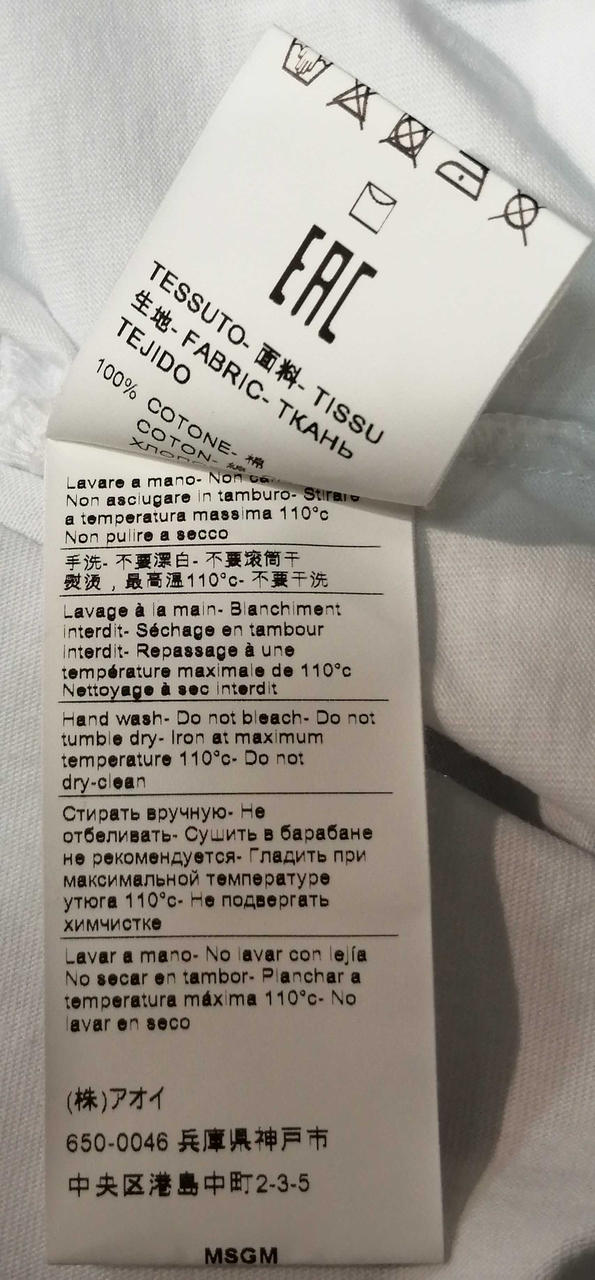 EAC
TESSUTO- 面料- TISSU
生地- FABRIC- ТКАНЬ
TEJIDO
100% COTONE- 棉
COTON- 綿
Lavare a mano- Non
Non asciugare in tamburo- Stirare
a temperatura massima 110°c
Non pulire a secco
手洗- 不要漂白- 不要滚筒干
熨烫，最高温110°c- 不要干洗
Lavage à la main- Blanchiment
interdit- Séchage en tambour
interdit- Repassage à une
température maximale de 110°c
Nettoyage à sec interdit
Hand wash- Do not bleach- Do not
tumble dry- Iron at maximum
temperature 110°c- Do not
dry-clean
Стирать вручную- Не
отбеливать- Сушить в барабане
не рекомендуется- Гладить при
максимальной температуре
утюга 110°c- Не подвергать
химчистке
Lavar a mano- No lavar con lejía
No secar en tambor- Planchar a
temperatura máxima 110°c- No
lavar en seco
(株)アオイ
650-0046 兵庫県神戸市
中央区港島中町2-3-5
MSGM